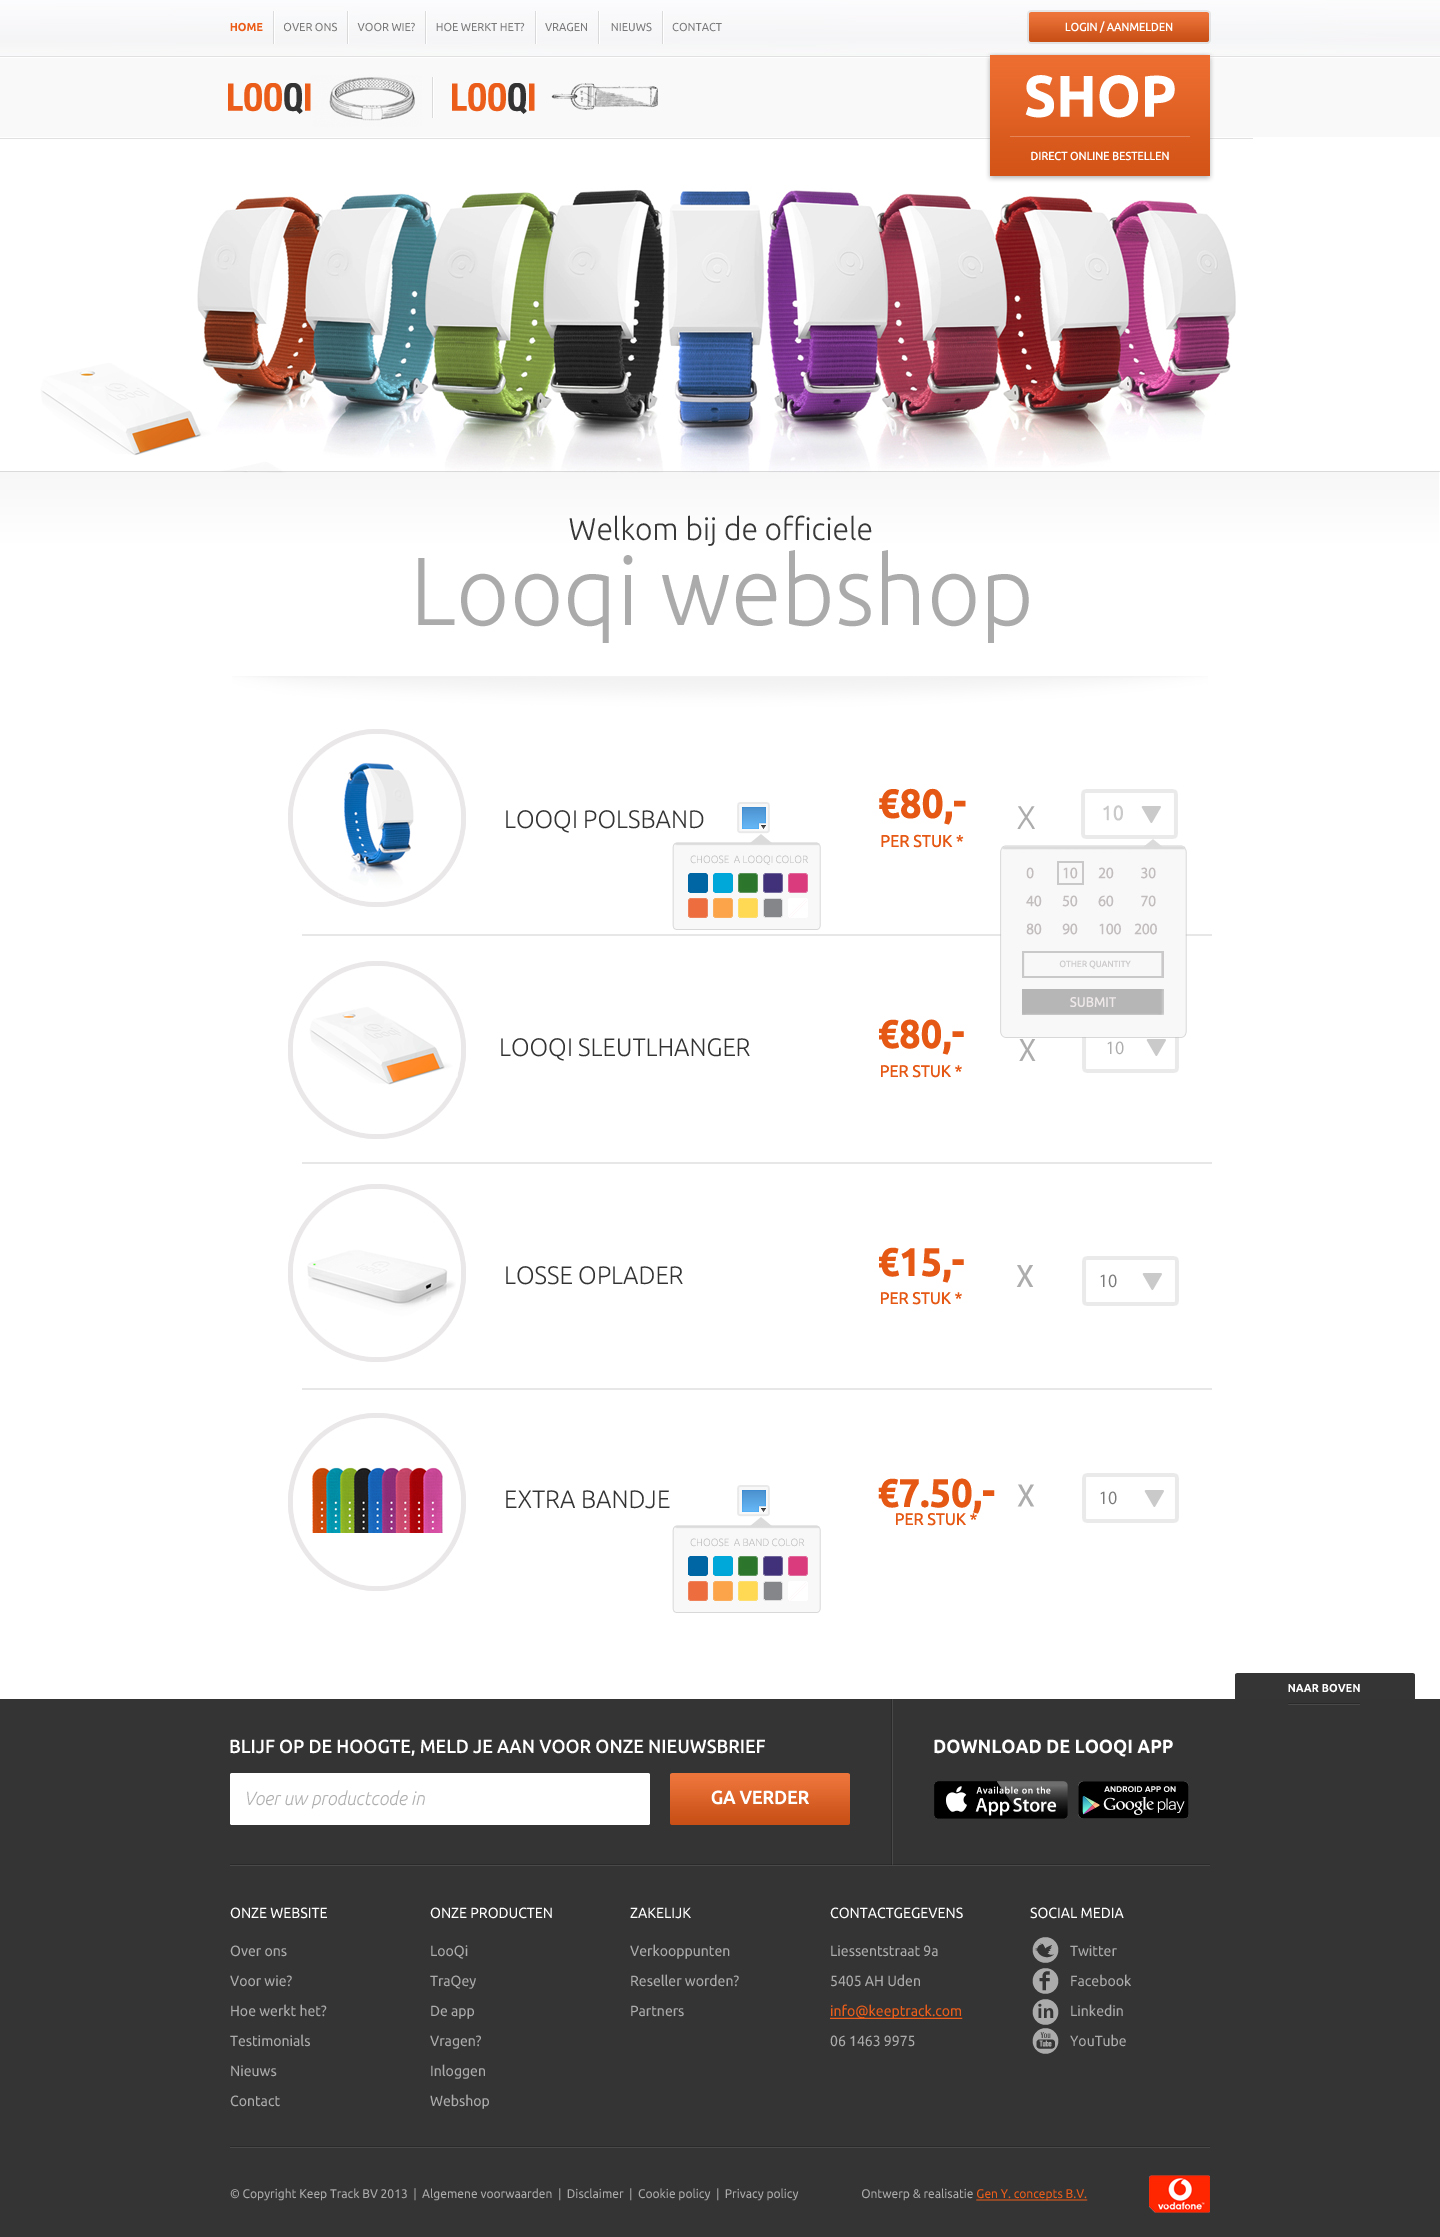 HOME OVER ONS VOOR WIE? HOE WERKT HET? VRAGEN NIEUWS CONTACT
LOGIN / AANMELDEN
LOOQI LOOQI
SHOP
DIRECT ONLINE BESTELLEN
Welkom bij de officiele
Looqi webshop
LOOQI POLSBAND
€80,-
PER STUK *
X
10
CHOOSE A LOOQI COLOR
0 10 20 30
40 50 60 70
80 90 100 200
OTHER QUANTITY
SUBMIT
LOOQI SLEUTLHANGER
€80,-
PER STUK *
X
10
LOSSE OPLADER
€15,-
PER STUK *
X
10
EXTRA BANDJE
€7.50,-
PER STUK *
X
10
CHOOSE A BAND COLOR
NAAR BOVEN
BLIJF OP DE HOOGTE, MELD JE AAN VOOR ONZE NIEUWSBRIEF
Voer uw productcode in
GA VERDER
DOWNLOAD DE LOOQI APP
Available on the
App Store
ANDROID APP ON
Google play
ONZE WEBSITE
Over ons
Voor wie?
Hoe werkt het?
Testimonials
Nieuws
Contact
ONZE PRODUCTEN
LooQi
TraQey
De app
Vragen?
Inloggen
Webshop
ZAKELIJK
Verkooppunten
Reseller worden?
Partners
CONTACTGEGEVENS
Liessentstraat 9a
5405 AH Uden
info@keeptrack.com
06 1463 9975
SOCIAL MEDIA
Twitter
Facebook
Linkedin
You Tube YouTube
© Copyright Keep Track BV 2013 | Algemene voorwaarden | Disclaimer | Cookie policy | Privacy policy
Ontwerp & realisatie Gen Y. concepts B.V.
vodafone